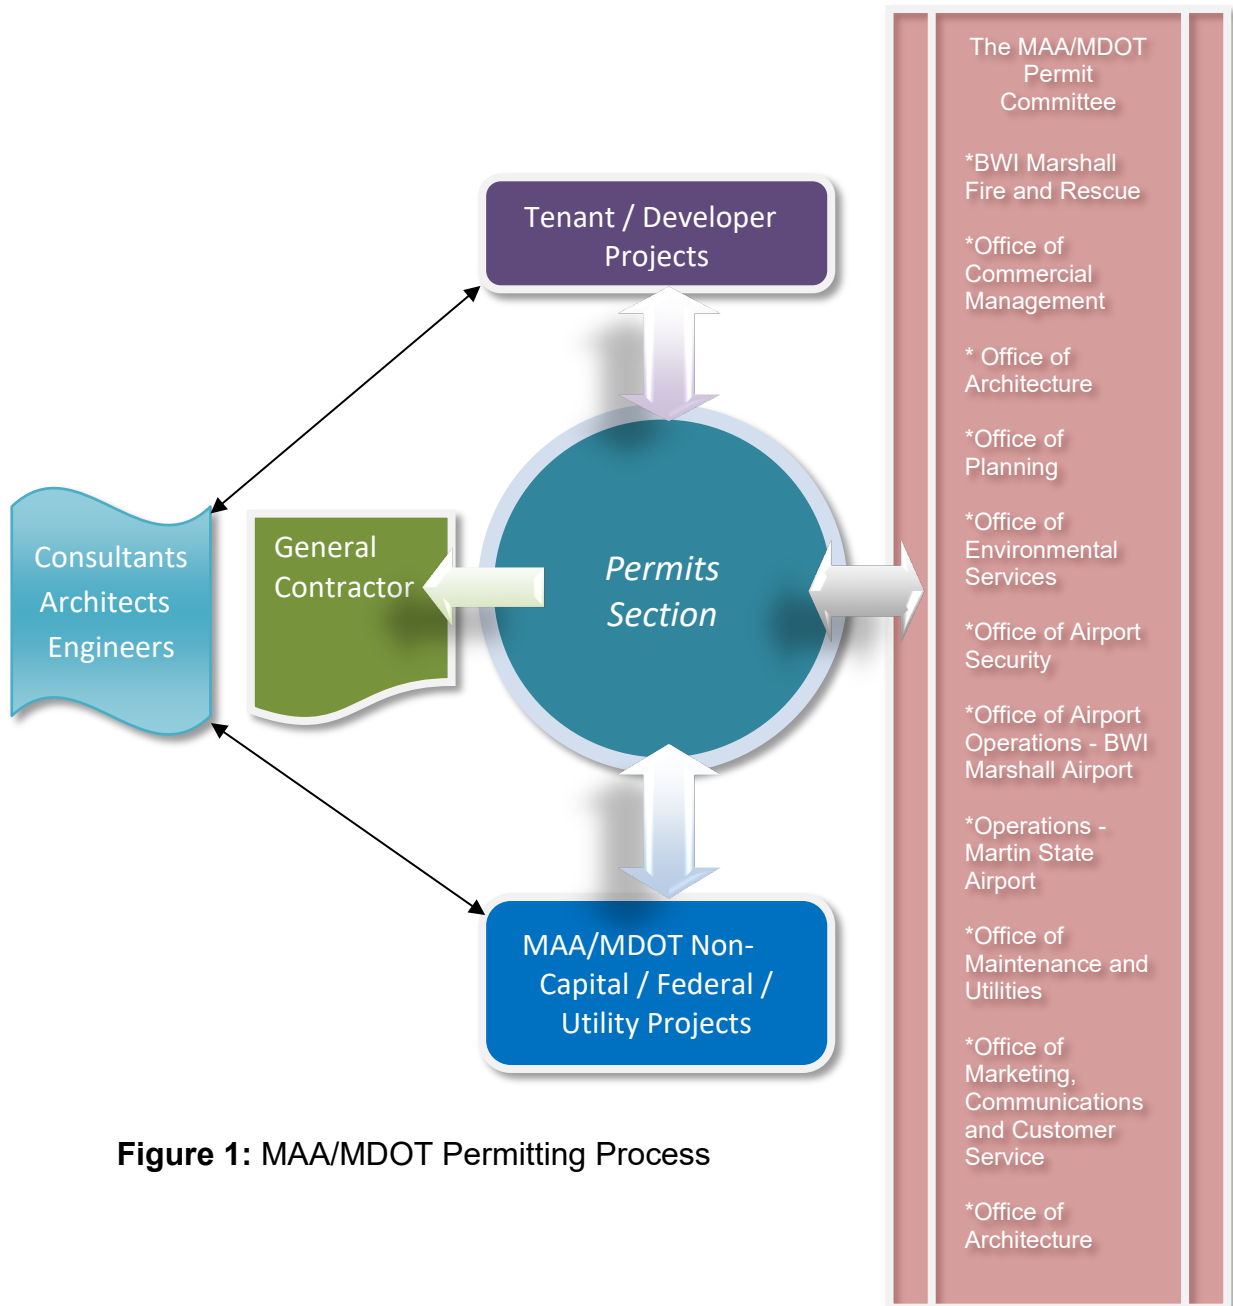 The MAA/MDOT
Permit
Committee
*BWI Marshall
Fire and Rescue
*Office of
Commercial
Management
* Office of
Architecture
*Office of
Planning
*Office of
Environmental
Services
*Office of Airport
Security
*Office of Airport
Operations - BWI
Marshall Airport
*Operations -
Martin State
Airport
*Office of
Maintenance and
Utilities
*Office of
Marketing,
Communications
and Customer
Service
*Office of
Architecture
Tenant / Developer
Projects
Consultants
Architects
Engineers
General
Contractor
Permits
Section
MAA/MDOT Non-
Capital / Federal /
Utility Projects
Figure 1: MAA/MDOT Permitting Process